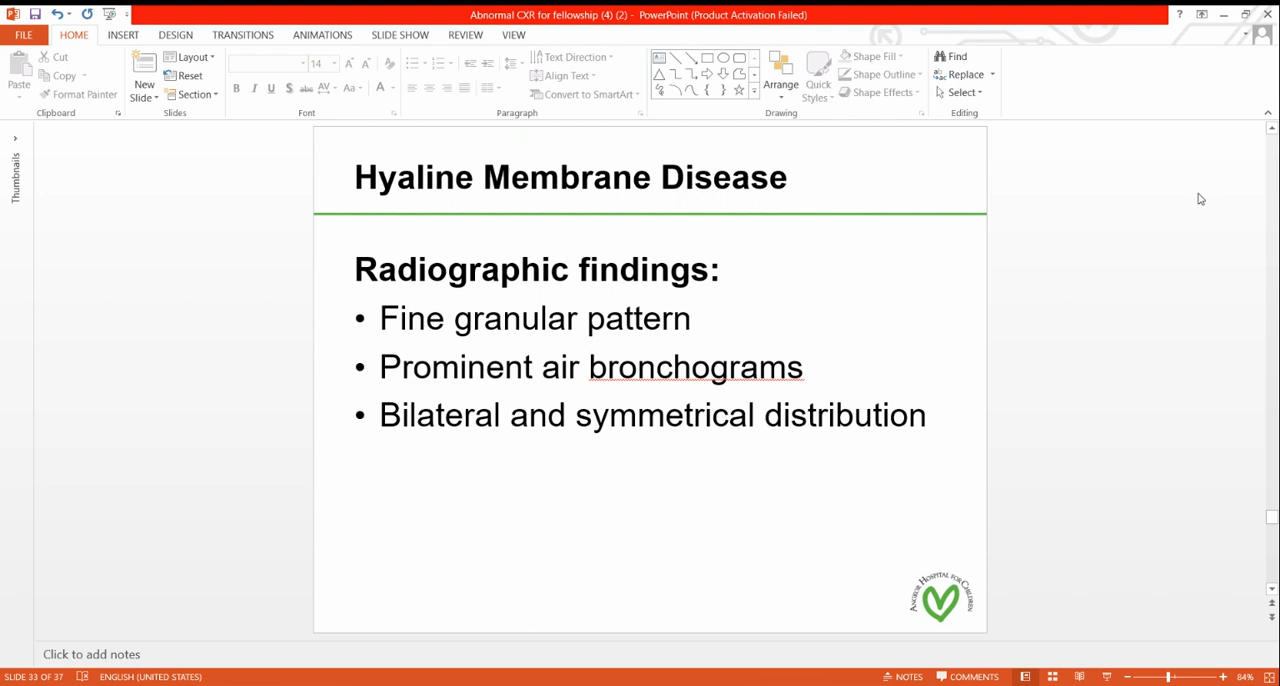 Abnormal CXR for fellowship (4) (2) - PowerPoint (Product Activation Failed)
FILE HOME INSERT DESIGN TRANSITIONS ANIMATIONS SLIDE SHOW REVIEW VIEW
Paste
Cut
Copy
Format Painter
Clipboard
New
Slide
Layout
Reset
Section
Slides
14
B I U S abc AV Aa A
Font
Text Direction
Align Text
Convert to SmartArt
Paragraph
Arrange
Quick
Styles
Shape Fill
Shape Outline
Shape Effects
Drawing
Find
Replace
Select
Editing
Thumbnails
Hyaline Membrane Disease
Radiographic findings:
• Fine granular pattern
• Prominent air bronchograms
• Bilateral and symmetrical distribution
ANGKOR HOSPITAL FOR CHILDREN
Click to add notes
SLIDE 33 OF 37 ENGLISH (UNITED STATES) NOTES COMMENTS 84%